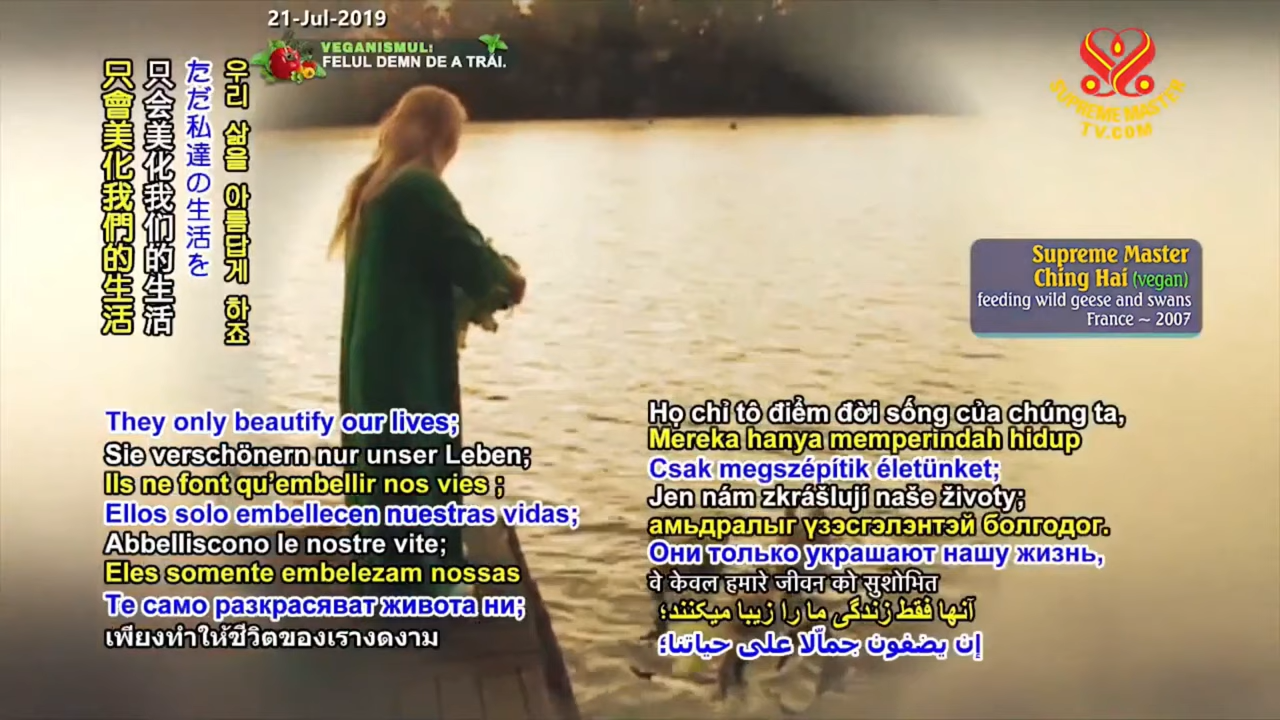 21-Jul-2019
VEGANISMUL:
FELUL DEMN DE A TRĂI.
SUPREME MASTER
TV.COM
只會美化我們的生活
只会美化我们的生活
ただ私達の生活を
우리 삶을 아름답게 하죠
Supreme Master
Ching Hai (vegan)
feeding wild geese and swans
France ~ 2007
They only beautify our lives;
Sie verschönern nur unser Leben;
Ils ne font qu'embellir nos vies ;
Ellos solo embellecen nuestras vidas;
Abbelliscono le nostre vite;
Eles somente embelezam nossas
Те само разкрасяват живота ни;
เพียงทำให้ชีวิตของเรางดงาม
Họ chỉ tô điểm đời sống của chúng ta,
Mereka hanya memperindah hidup
Csak megszépítik életünket;
Jen nám zkrášlují naše životy;
амьдралыг үзэсгэлэнтэй болгодог.
Они только украшают нашу жизнь,
वे केवल हमारे जीवन को सुशोभित
آنها فقط زندگی ما را زیبا میکنند؛
إن يضفون جمالّا على حياتنا؛